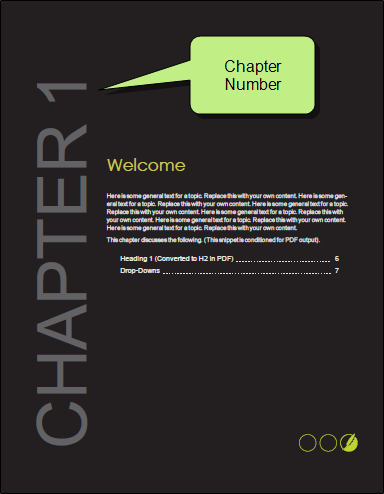 Chapter
Number
CHAPTER 1
Welcome
Here is some general text for a topic. Replace this with your own content. Here is some gen-
eral text for a topic. Replace this with your own content. Here is some general text for a topic.
Replace this with your own content. Here is some general text for a topic. Replace this with
your own content. Here is some general text for a topic. Replace this with your own content.
Here is some general text for a topic. Replace this with your own content.
This chapter discusses the following. (This snippet is conditioned for PDF output).
Heading 1 (Converted to H2 in PDF) 6
Drop-Downs 7